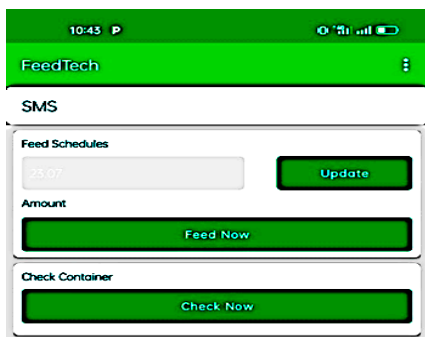 10:43 P
FeedTech
SMS
Feed Schedules
23:07
Update
Amount
Feed Now
Check Container
Check Now